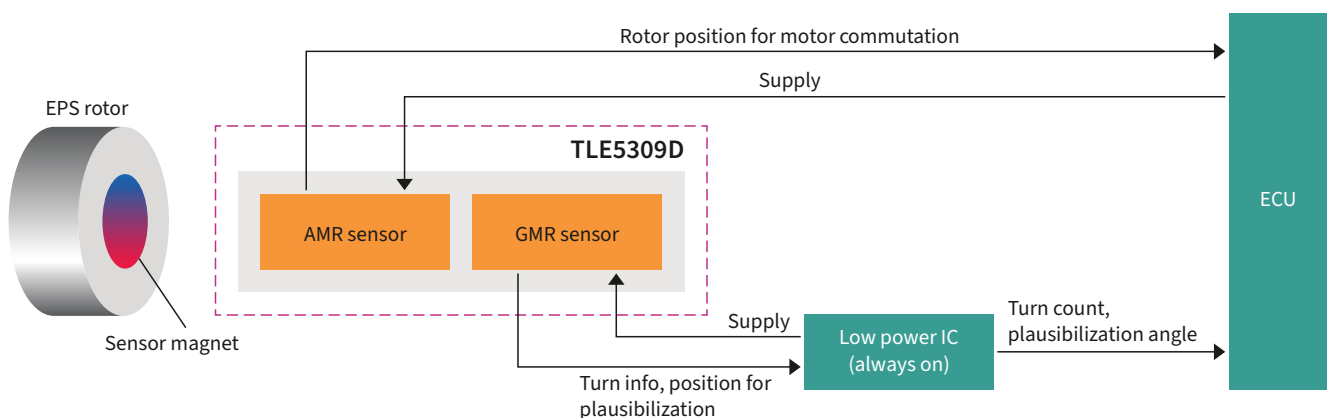 Rotor position for motor commutation
Supply
EPS rotor
TLE5309D
AMR sensor
GMR sensor
ECU
Sensor magnet
Supply
Low power IC
(always on)
Turn count,
plausibilization angle
Turn info, position for
plausibilization